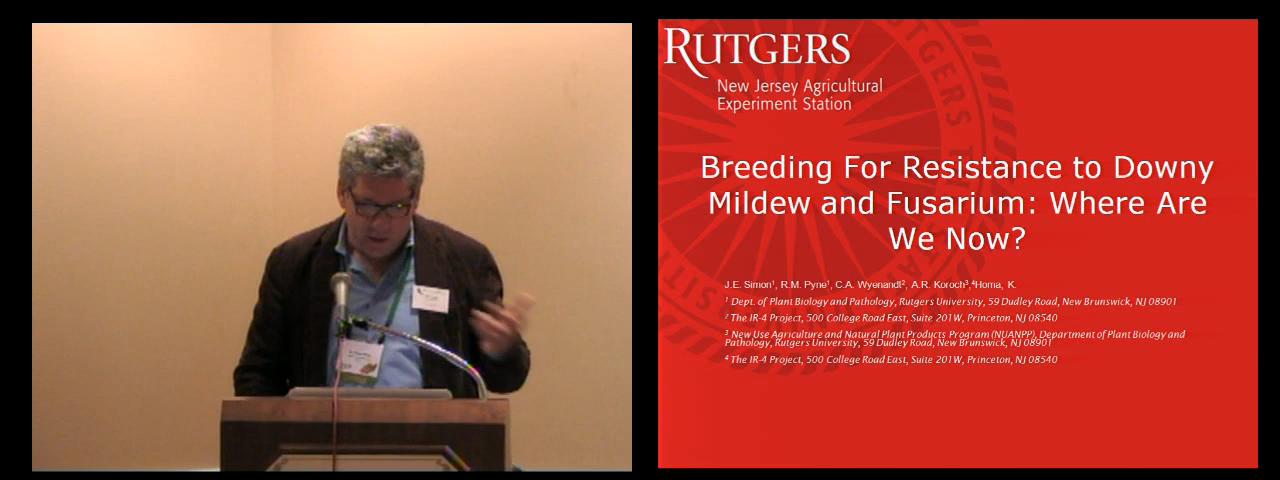 RUTGERS
New Jersey Agricultural
Experiment Station
Breeding For Resistance to Downy
Mildew and Fusarium: Where Are
We Now?
J.E. Simon¹, R.M. Pyne¹, C.A. Wyenandt², A.R. Koroch³,⁴Homa, K.
¹ Dept. of Plant Biology and Pathology, Rutgers University, 59 Dudley Road, New Brunswick, NJ 08901
² The IR-4 Project, 500 College Road East, Suite 201W, Princeton, NJ 08540
³ New Use Agriculture and Natural Plant Products Program (NUANPP), Department of Plant Biology and
Pathology, Rutgers University, 59 Dudley Road, New Brunswick, NJ 08901
⁴ The IR-4 Project, 500 College Road East, Suite 201W, Princeton, NJ 08540